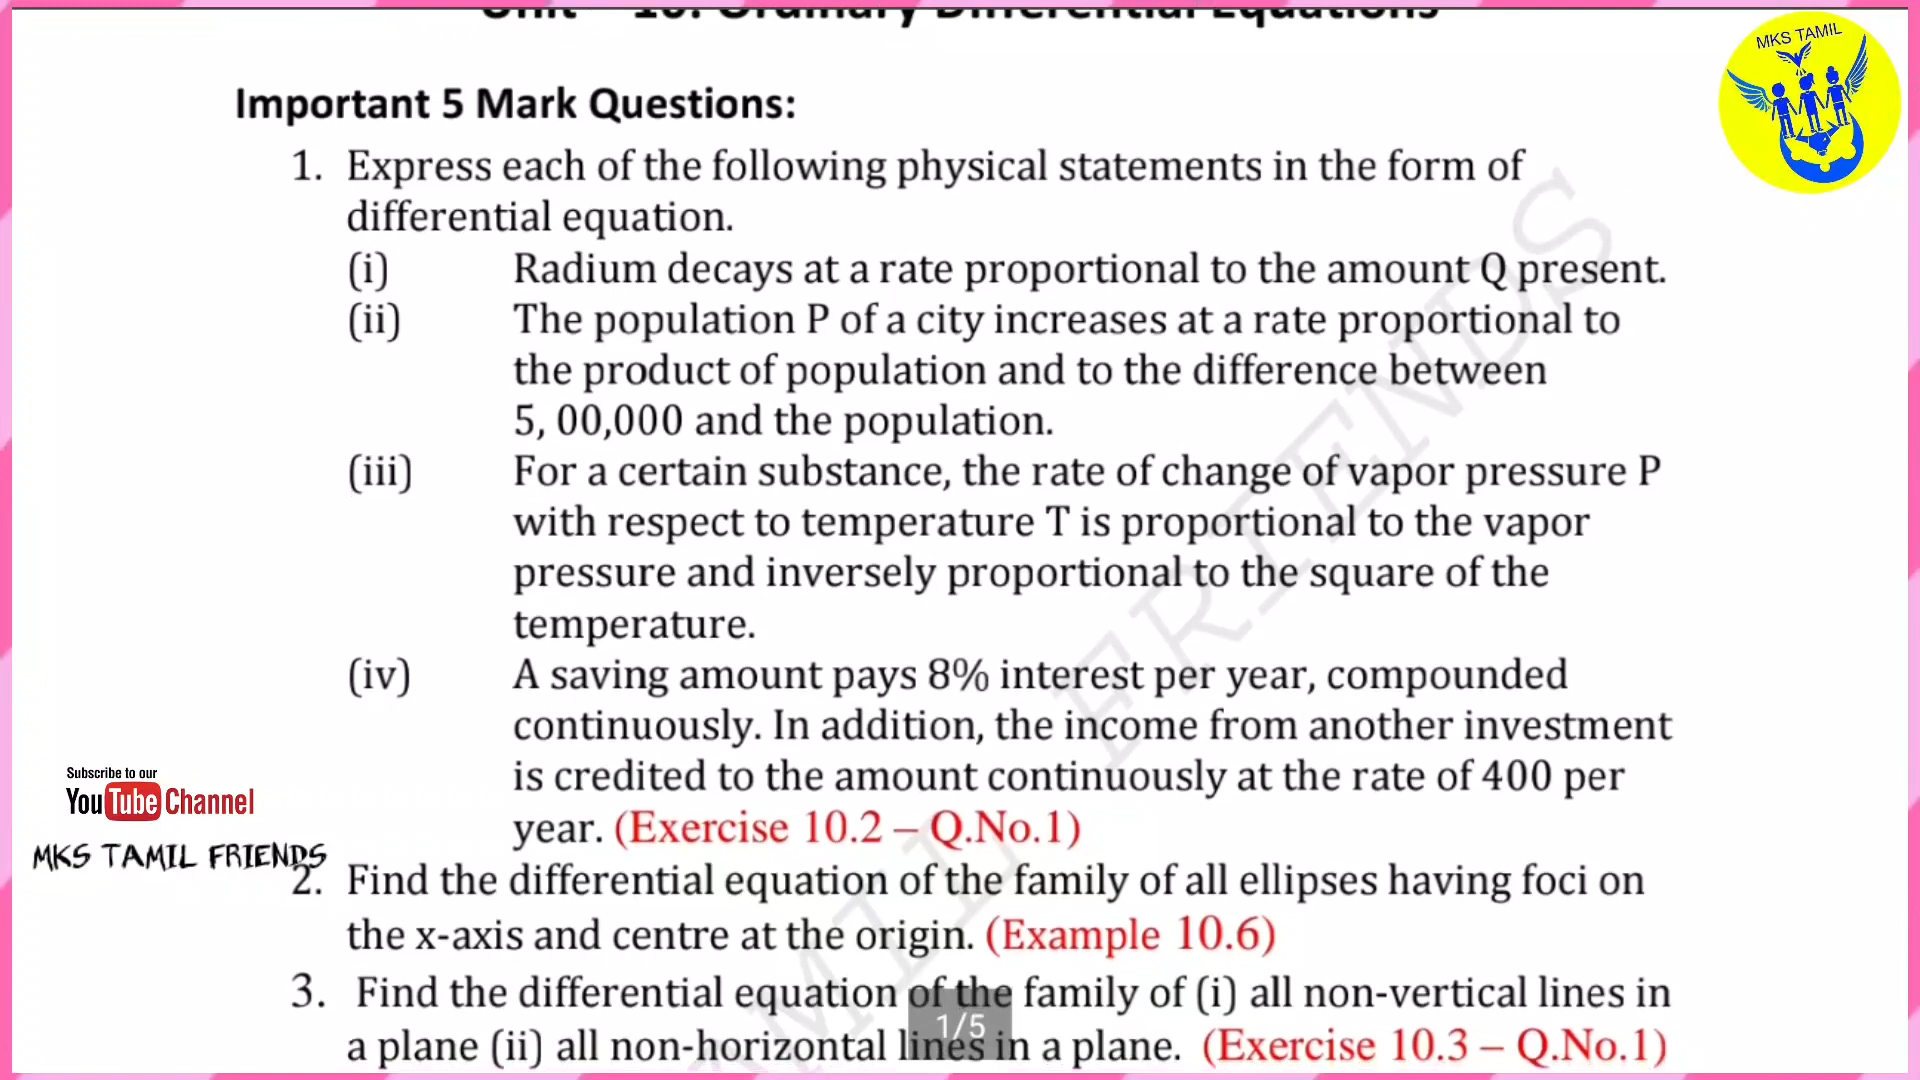 Unit - 10: Ordinary Differential Equations
MKS TAMIL
Important 5 Mark Questions:
1. Express each of the following physical statements in the form of
differential equation.
(i) Radium decays at a rate proportional to the amount Q present.
(ii) The population P of a city increases at a rate proportional to
the product of population and to the difference between
5, 00,000 and the population.
(iii) For a certain substance, the rate of change of vapor pressure P
with respect to temperature T is proportional to the vapor
pressure and inversely proportional to the square of the
temperature.
(iv) A saving amount pays 8% interest per year, compounded
continuously. In addition, the income from another investment
is credited to the amount continuously at the rate of 400 per
year. (Exercise 10.2 – Q.No.1)
Subscribe to our
YouTube Channel
MKS TAMIL FRIENDS
2. Find the differential equation of the family of all ellipses having foci on
the x-axis and centre at the origin. (Example 10.6)
3. Find the differential equation of the family of (i) all non-vertical lines in
a plane (ii) all non-horizontal lines in a plane. (Exercise 10.3 – Q.No.1)
1/5